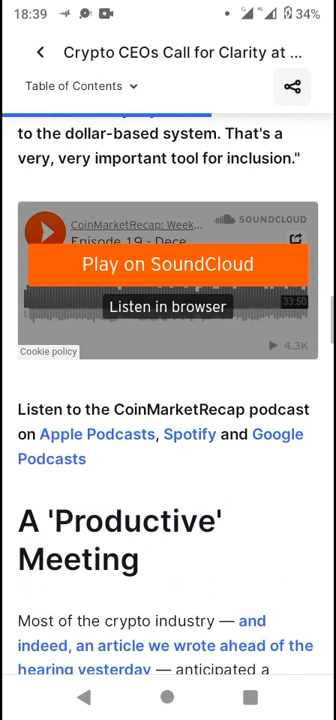 18:39
34%
Crypto CEOs Call for Clarity at ...
Table of Contents
to the dollar-based system. That's a
very, very important tool for inclusion."
CoinMarketRecap: Week...
SOUNDCLOUD
Episode 19 - Dece
Play on SoundCloud
Listen in browser
33:50
Cookie policy
4.3K
Listen to the CoinMarketRecap podcast
on Apple Podcasts, Spotify and Google
Podcasts
A 'Productive'
Meeting
Most of the crypto industry — and
indeed, an article we wrote ahead of the
hearing yesterday — anticipated a